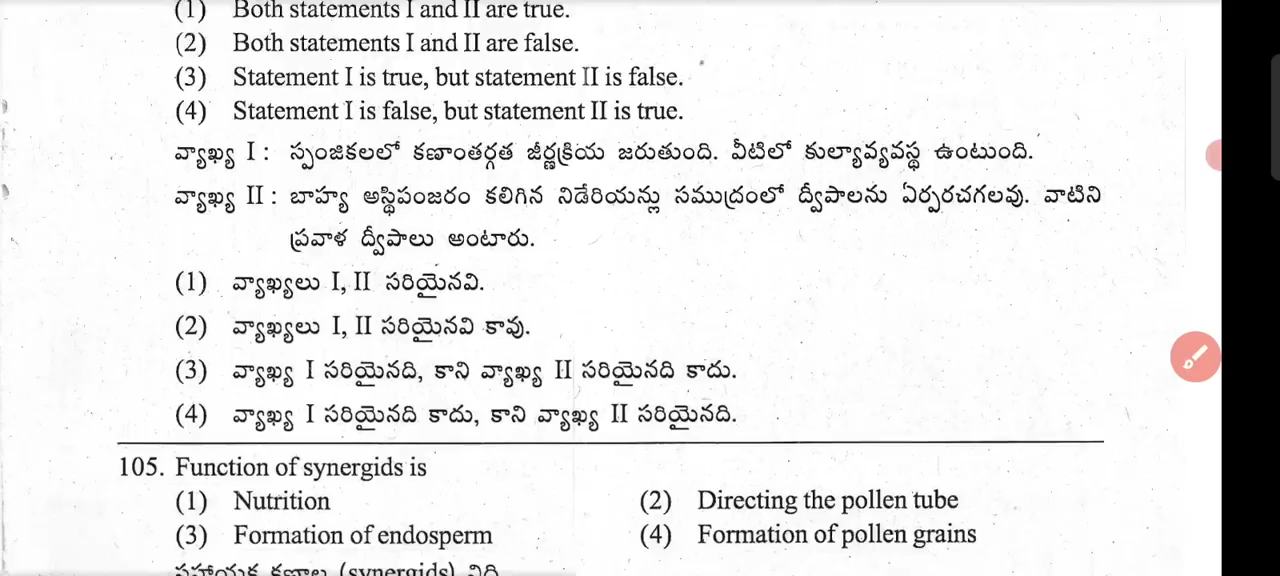 (1) Both statements I and II are true.
(2) Both statements I and II are false.
(3) Statement I is true, but statement II is false.
(4) Statement I is false, but statement II is true.
వ్యాఖ్య I : స్పంజికలలో కణాంతర్గత జీర్ణక్రియ జరుతుంది. వీటిలో కుల్యావ్యవస్థ ఉంటుంది.
వ్యాఖ్య II : బాహ్య అస్థిపంజరం కలిగిన నిడేరియన్లు సముద్రంలో ద్వీపాలను ఏర్పరచగలవు. వాటిని
ప్రవాళ ద్వీపాలు అంటారు.
(1) వ్యాఖ్యలు I, II సరియైనవి.
(2) వ్యాఖ్యలు I, II సరియైనవి కావు.
(3) వ్యాఖ్య I సరియైనది, కాని వ్యాఖ్య II సరియైనది కాదు.
(4) వ్యాఖ్య I సరియైనది కాదు, కాని వ్యాఖ్య II సరియైనది.
105. Function of synergids is
(1) Nutrition (2) Directing the pollen tube
(3) Formation of endosperm (4) Formation of pollen grains
సహాయక కణాల (synergids) విధి